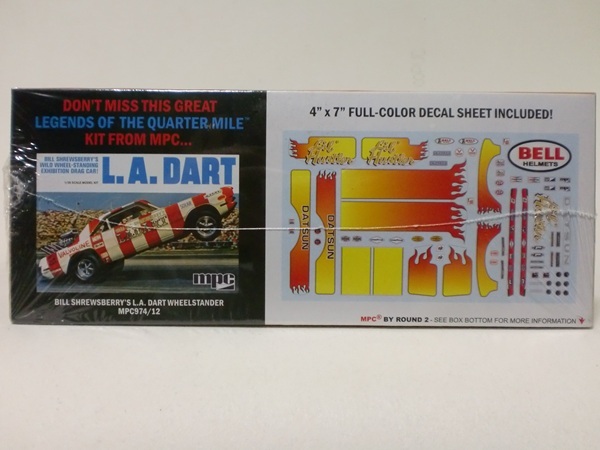 DON'T MISS THIS GREAT
LEGENDS OF THE QUARTER MILE™
KIT FROM MPC...
BILL SHREWSBERRY'S
WILD WHEEL-STANDING
EXHIBITION DRAG CAR!
L.A. DART
mpc
BILL SHREWSBERRY'S L.A. DART WHEELSTANDER
MPC974/12
4" x 7" FULL-COLOR DECAL SHEET INCLUDED!
BELL
HELMETS
DATSUN
DATSUN
DATSUN
MPC® BY ROUND 2 - SEE BOX BOTTOM FOR MORE INFORMATION